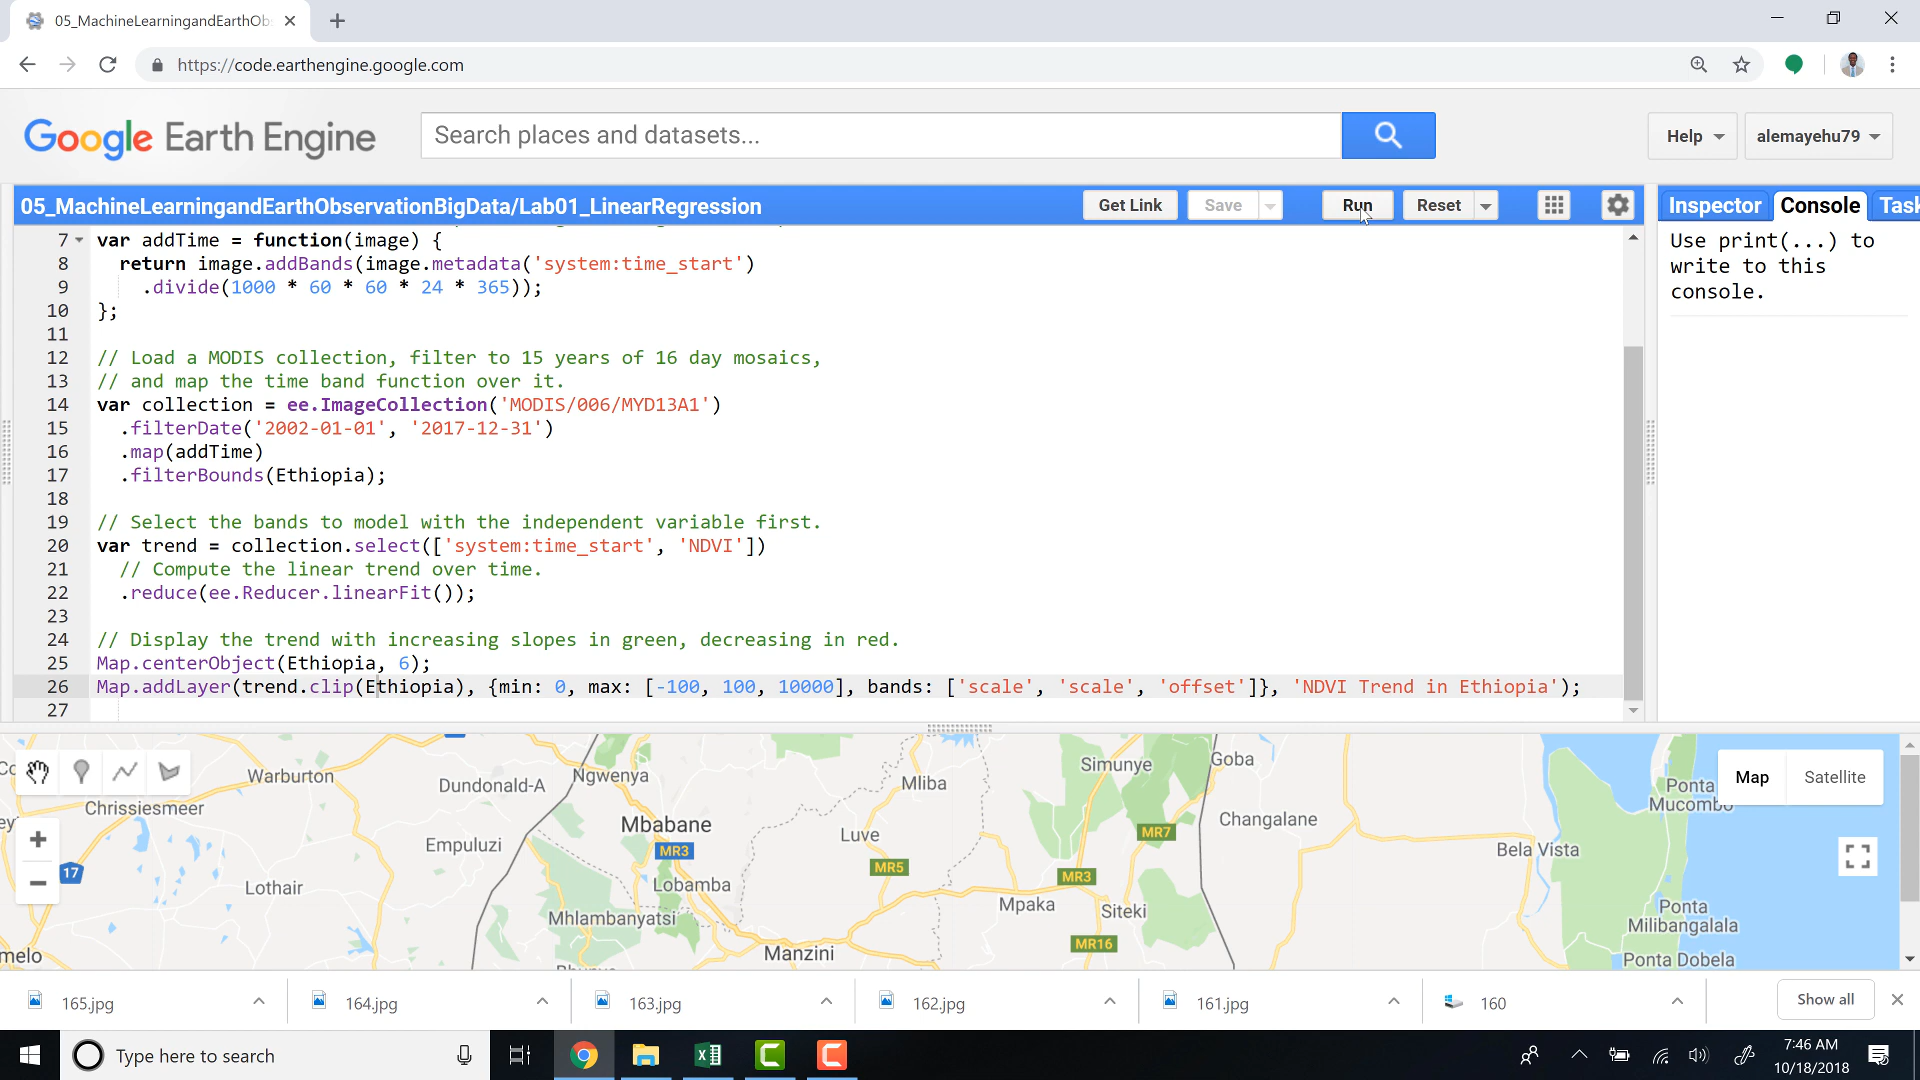 05_MachineLearningandEarthOb
https://code.earthengine.google.com
Google Earth Engine
Search places and datasets...
Help
alemayehu79
05_MachineLearningandEarthObservationBigData/Lab01_LinearRegression
Get Link
Save
Run
Reset
Inspector
Console
Task
7 var addTime = function(image) {
8 return image.addBands(image.metadata('system:time_start')
9 .divide(1000 * 60 * 60 * 24 * 365));
10 };
11
12 // Load a MODIS collection, filter to 15 years of 16 day mosaics,
13 // and map the time band function over it.
14 var collection = ee.ImageCollection('MODIS/006/MYD13A1')
15 .filterDate('2002-01-01', '2017-12-31')
16 .map(addTime)
17 .filterBounds(Ethiopia);
18
19 // Select the bands to model with the independent variable first.
20 var trend = collection.select(['system:time_start', 'NDVI'])
21 // Compute the linear trend over time.
22 .reduce(ee.Reducer.linearFit());
23
24 // Display the trend with increasing slopes in green, decreasing in red.
25 Map.centerObject(Ethiopia, 6);
26 Map.addLayer(trend.clip(Ethiopia), {min: 0, max: [-100, 100, 10000], bands: ['scale', 'scale', 'offset']}, 'NDVI Trend in Ethiopia');
27
Use print(...) to
write to this
console.
Warburton
Chrissiesmeer
Dundonald-A
Ngwenya
Mliba
Simunye
Goba
Ponta
Mucombo
Map
Satellite
Empuluzi
Mbabane
MR3
Luve
MR5
MR7
Changalane
Bela Vista
17
Lothair
Lobamba
Mhlambanyatsi
Manzini
Mpaka
MR3
Siteki
MR16
Ponta
Milibangalala
Ponta Dobela
melo
165.jpg
164.jpg
163.jpg
162.jpg
161.jpg
160
Show all
Type here to search
7:46 AM
10/18/2018